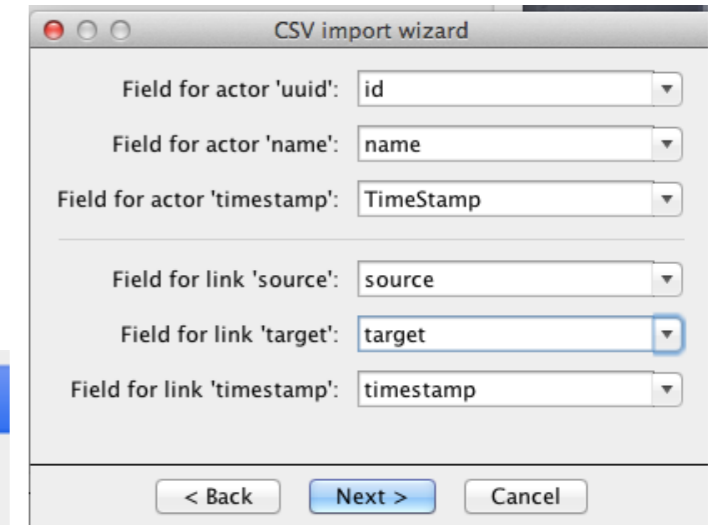 CSV import wizard
Field for actor 'uuid': id
Field for actor 'name': name
Field for actor 'timestamp': TimeStamp
Field for link 'source': source
Field for link 'target': target
Field for link 'timestamp': timestamp
< Back Next > Cancel